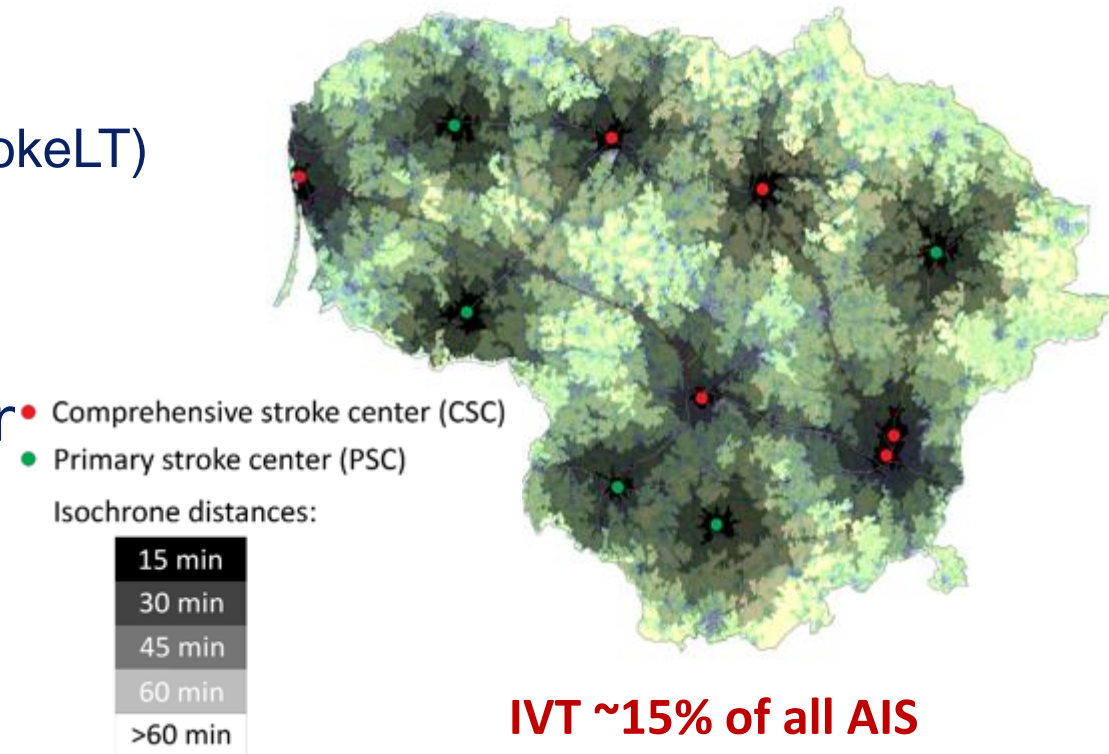 okeLT)
r
Comprehensive stroke center (CSC)
Primary stroke center (PSC)
Isochrone distances:
15 min
30 min
45 min
60 min
>60 min
IVT ~15% of all AIS